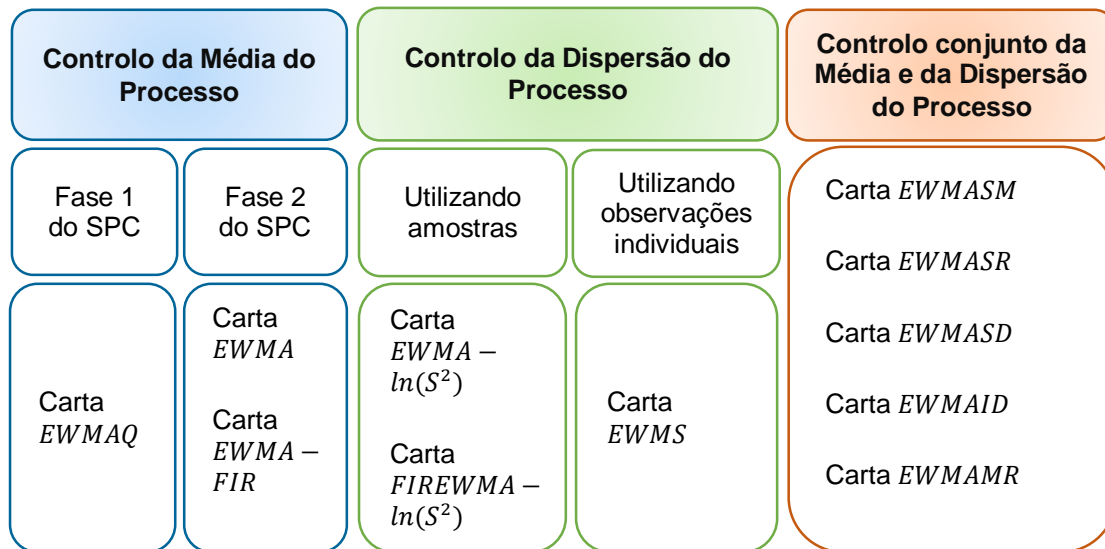 Controlo da Média do
Processo
Controlo da Dispersão do
Processo
Controlo conjunto da
Média e da Dispersão
do Processo
Fase 1
do SPC
Fase 2
do SPC
Utilizando
amostras
Utilizando
observações
individuais
Carta
EWMAQ
Carta
EWMA
Carta
EWMA −
FIR
Carta
EWMA −
ln(S²)
Carta
FIREWMA −
ln(S²)
Carta
EWMS
Carta EWMASM
Carta EWMASR
Carta EWMASD
Carta EWMAID
Carta EWMAMR